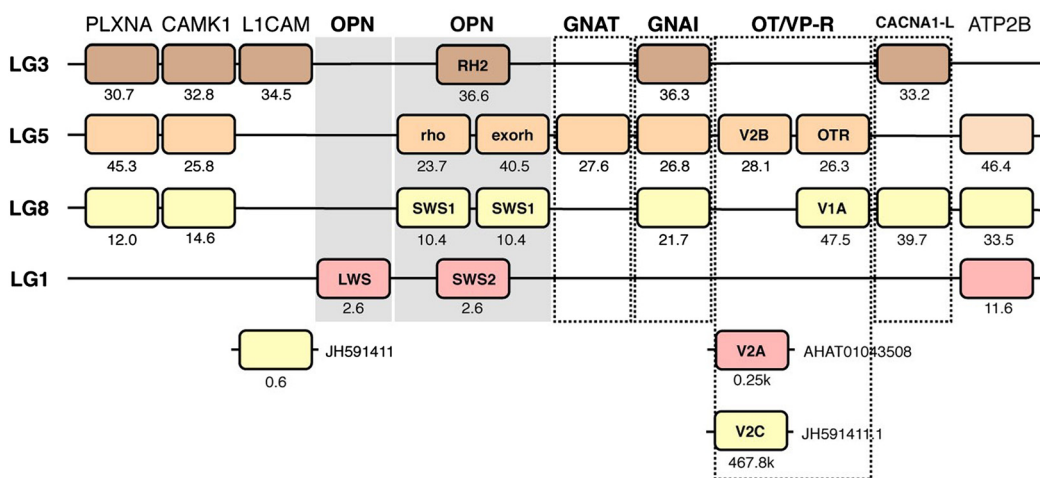 PLXNA CAMK1 L1CAM OPN OPN GNAT GNAI OT/VP-R CACNA1-L ATP2B
LG3 RH2
30.7 32.8 34.5 36.6 36.3 33.2
LG5 rho exorh V2B OTR
45.3 25.8 23.7 40.5 27.6 26.8 28.1 26.3 46.4
LG8 SWS1 SWS1 V1A
12.0 14.6 10.4 10.4 21.7 47.5 39.7 33.5
LG1 LWS SWS2
2.6 2.6 11.6
JH591411 V2A AHAT01043508
0.6 0.25k
V2C JH591411.1
467.8k